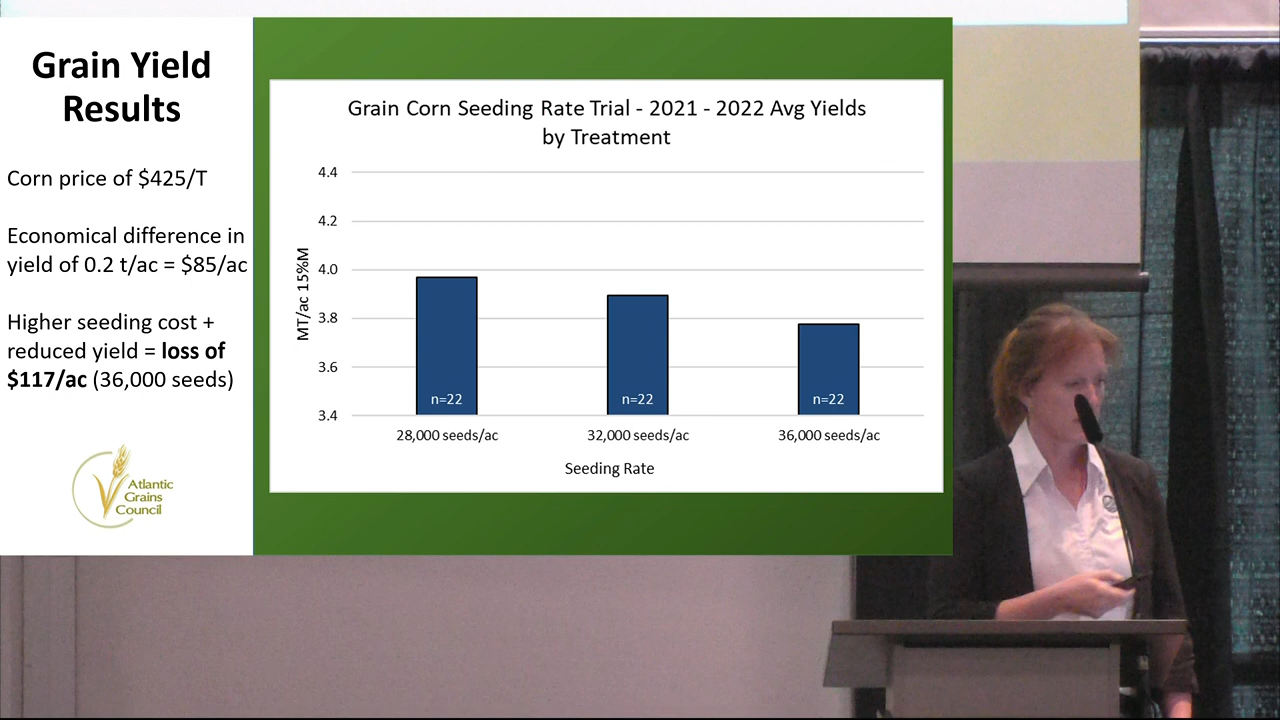 Grain Yield
Results
Corn price of $425/T
Economical difference in
yield of 0.2 t/ac = $85/ac
Higher seeding cost +
reduced yield = loss of
$117/ac (36,000 seeds)
Atlantic
Grains
Council
Grain Corn Seeding Rate Trial - 2021 - 2022 Avg Yields
by Treatment
MT/ac 15%M
4.4
4.2
4.0
3.8
3.6
3.4
n=22 n=22 n=22
28,000 seeds/ac 32,000 seeds/ac 36,000 seeds/ac
Seeding Rate